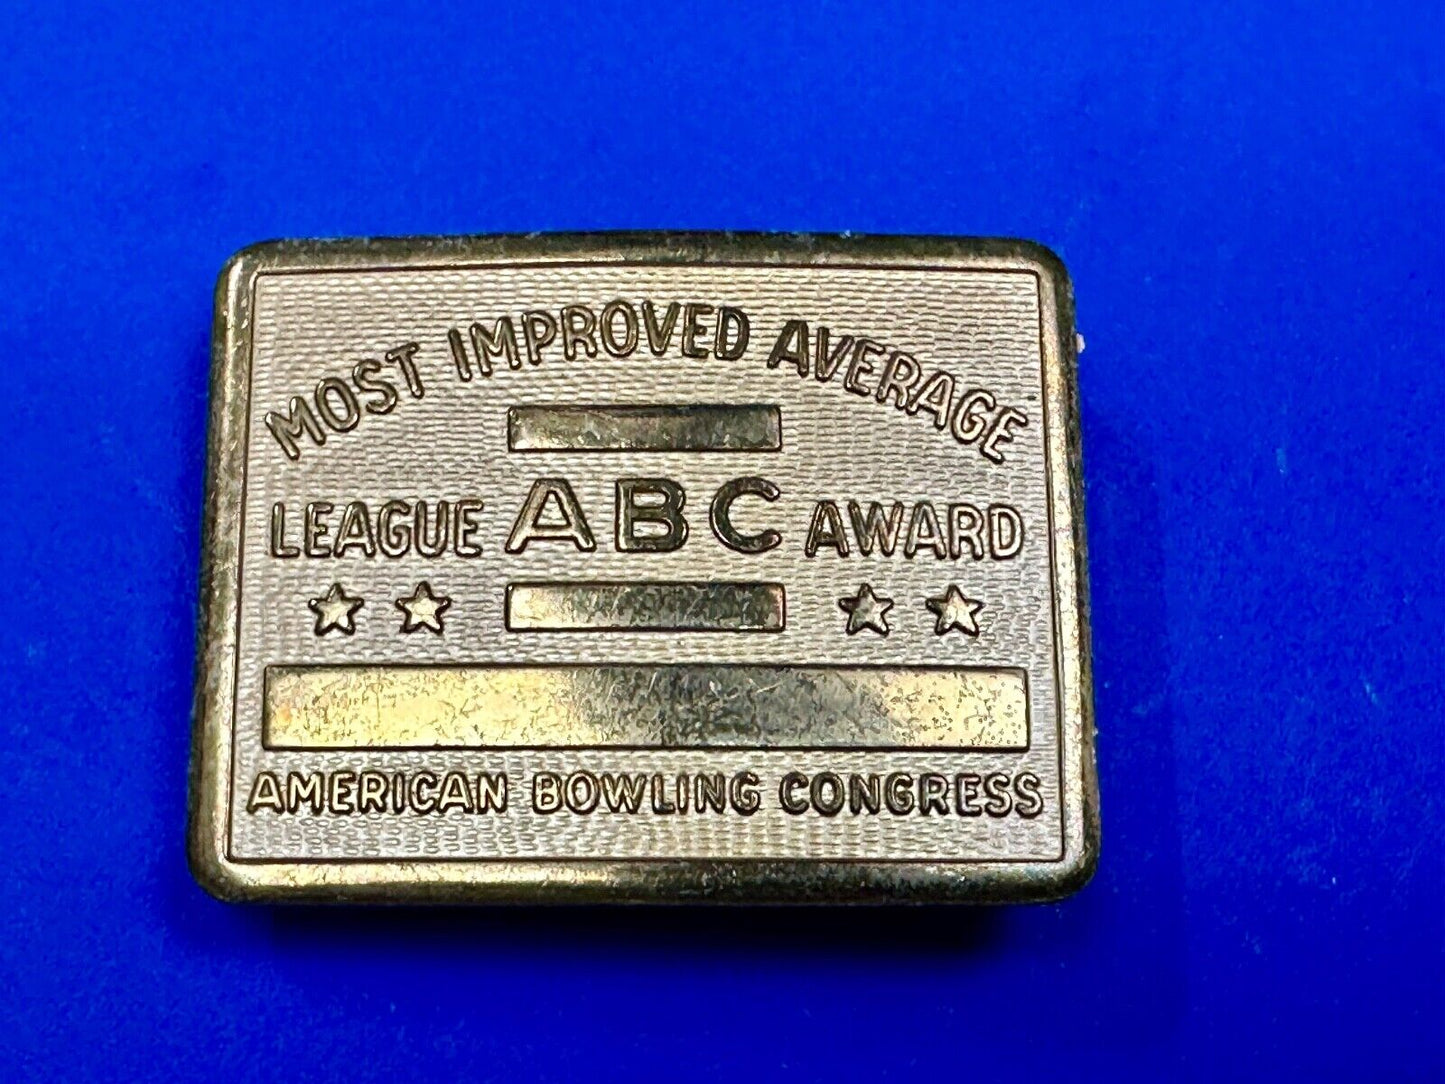 MOST IMPROVED AVERAGE
LEAGUE ABC AWARD
AMERICAN BOWLING CONGRESS